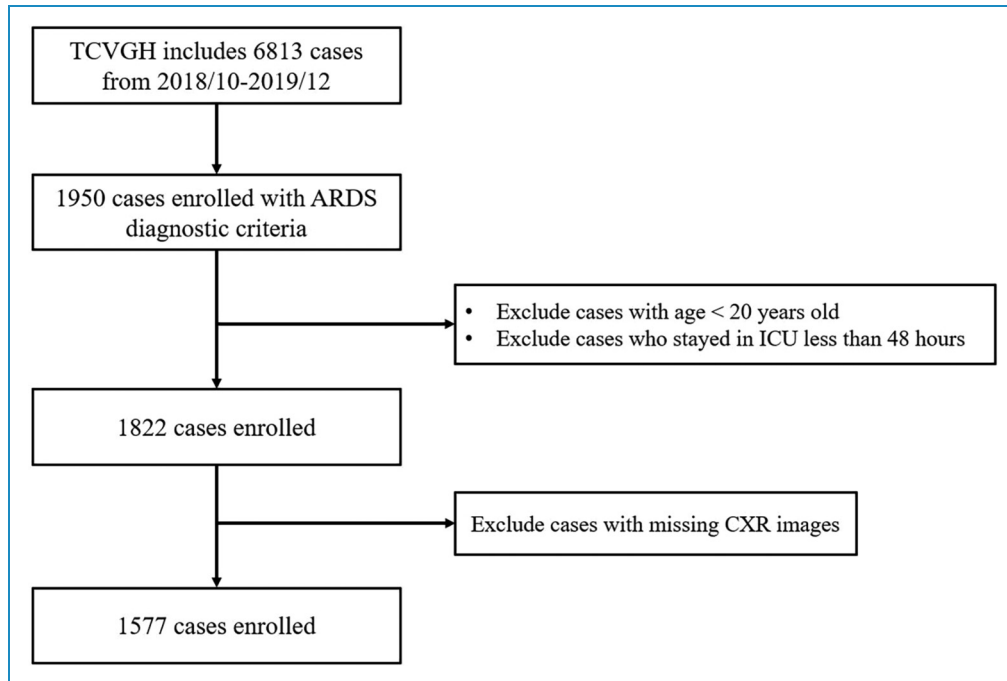 TCVGH includes 6813 cases
from 2018/10-2019/12
1950 cases enrolled with ARDS
diagnostic criteria
• Exclude cases with age < 20 years old
• Exclude cases who stayed in ICU less than 48 hours
1822 cases enrolled
Exclude cases with missing CXR images
1577 cases enrolled